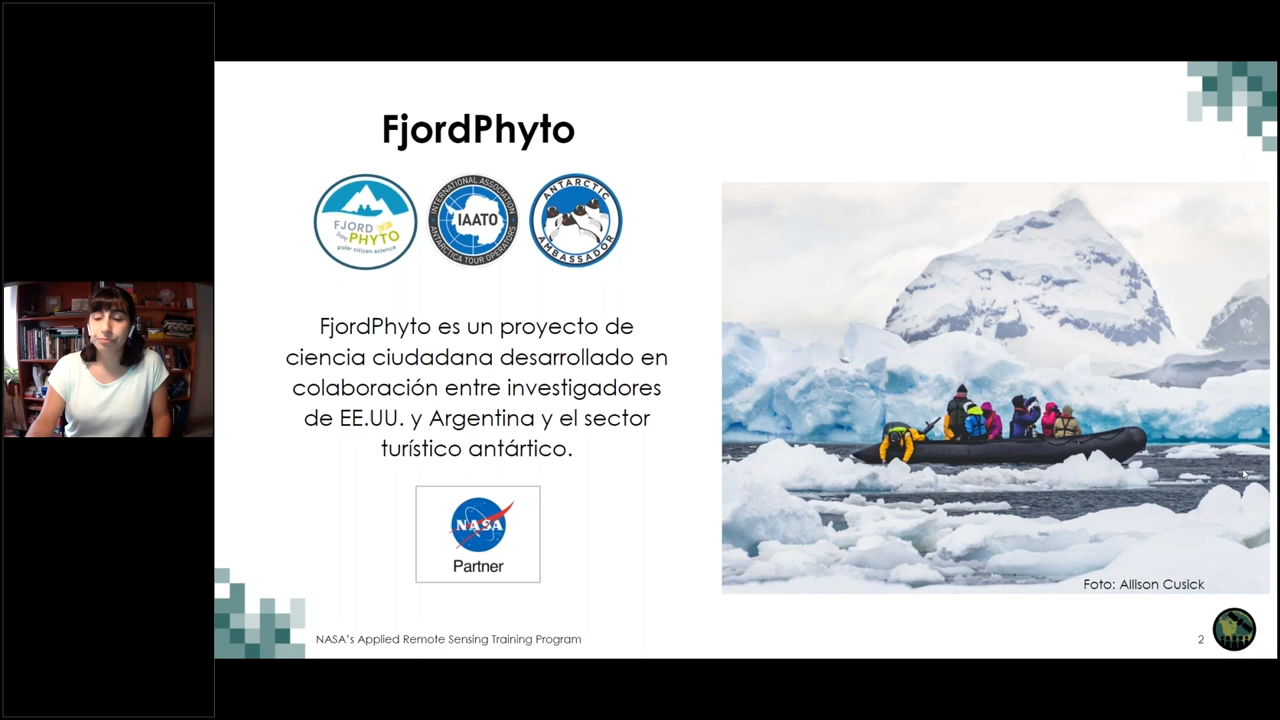 FjordPhyto
FJORD
PHYTO
polar citizen science
INTERNATIONAL ASSOCIATION
IAATO
ANTARCTICA TOUR OPERATORS
ANTARCTIC
AMBASSADOR
FjordPhyto es un proyecto de
ciencia ciudadana desarrollado en
colaboración entre investigadores
de EE.UU. y Argentina y el sector
turístico antártico.
NASA
Partner
Foto: Allison Cusick
NASA's Applied Remote Sensing Training Program
2